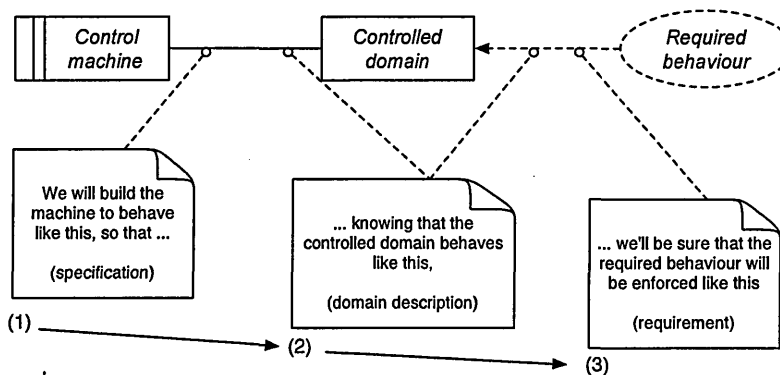 Control
machine
Controlled
domain
Required
behaviour
We will build the
machine to behave
like this, so that ...
(specification)
... knowing that the
controlled domain behaves
like this,
(domain description)
... we'll be sure that the
required behaviour will
be enforced like this
(requirement)
(1)
(2)
(3)